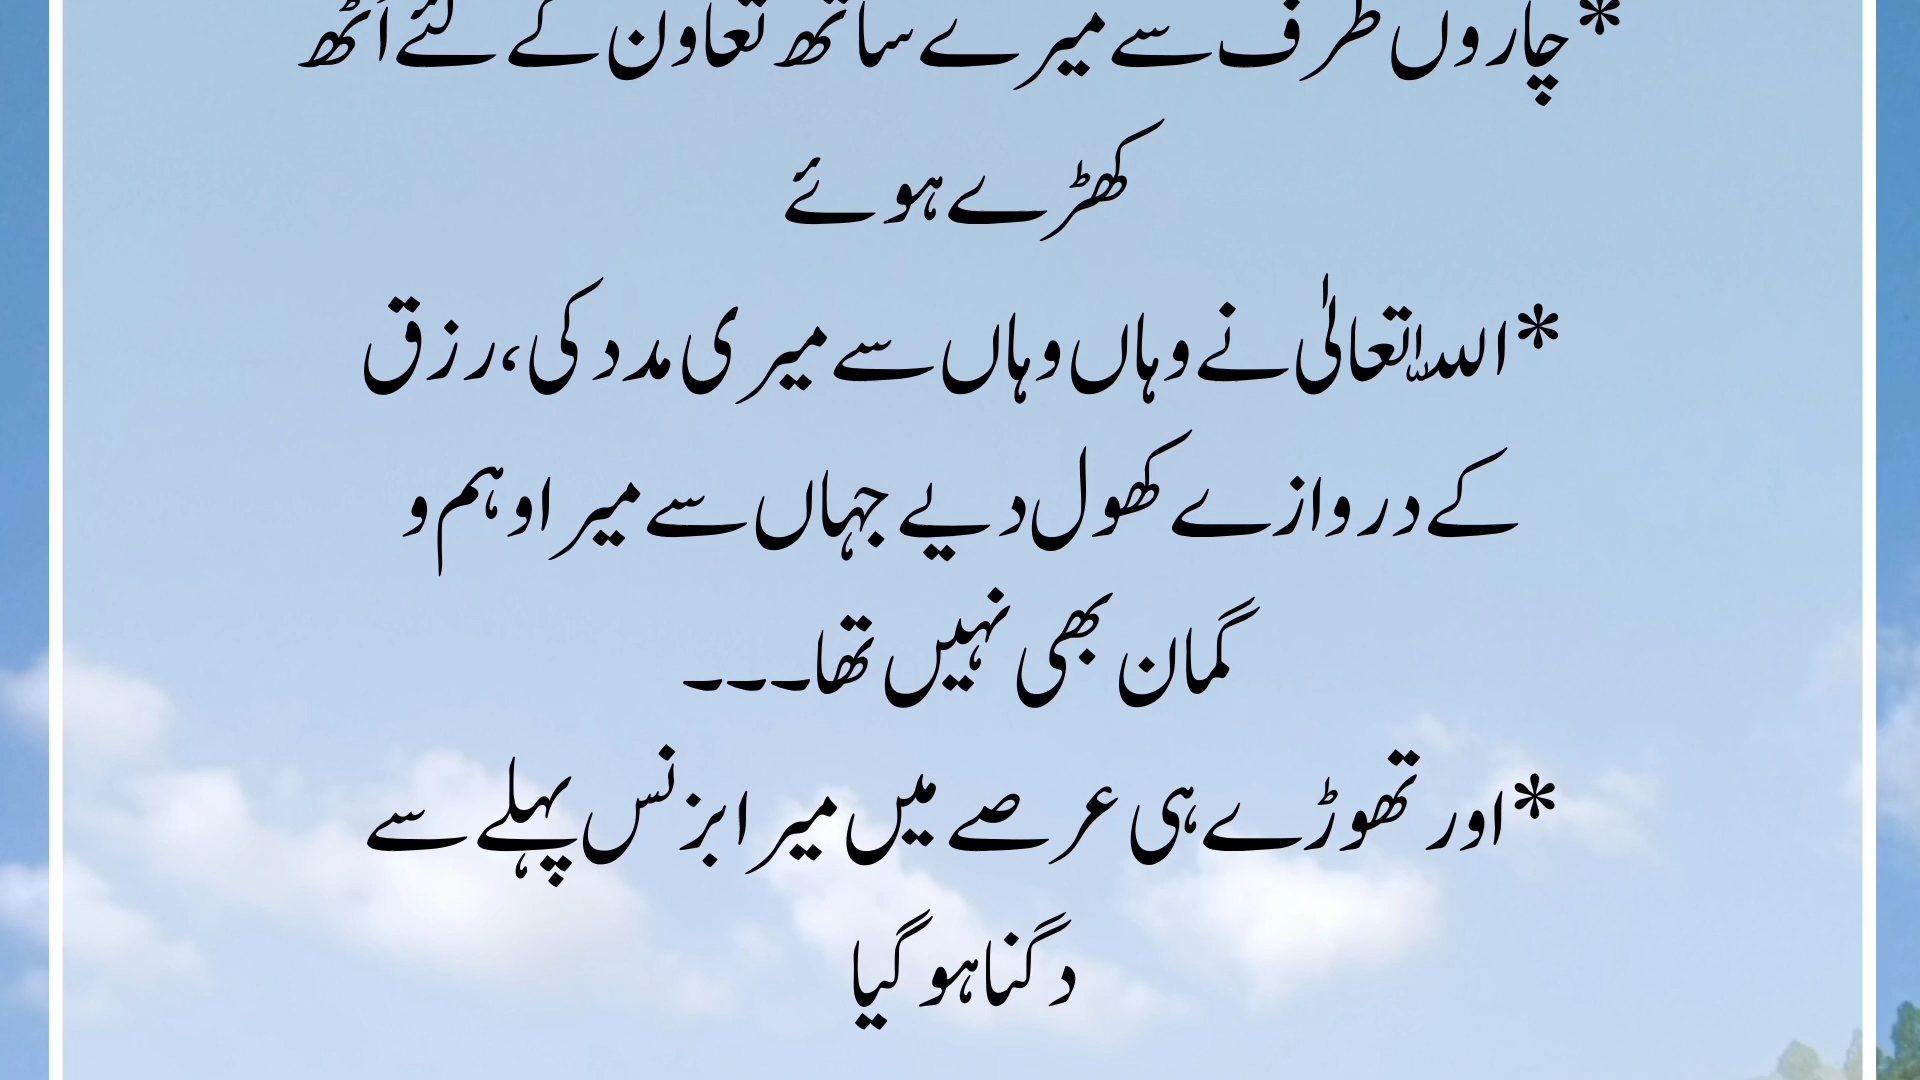 *چاروں طرف سے میرے ساتھ تعاون کے لئے اُٹھ
کھڑے ہوئے
*اللہ تعالٰی نے وہاں وہاں سے میری مدد کی، رزق
کے دروازے کھول دیے جہاں سے میرا وہم و
گمان بھی نہیں تھا۔۔۔
*اور تھوڑے ہی عرصے میں میرا بزنس پہلے سے
دگنا ہو گیا